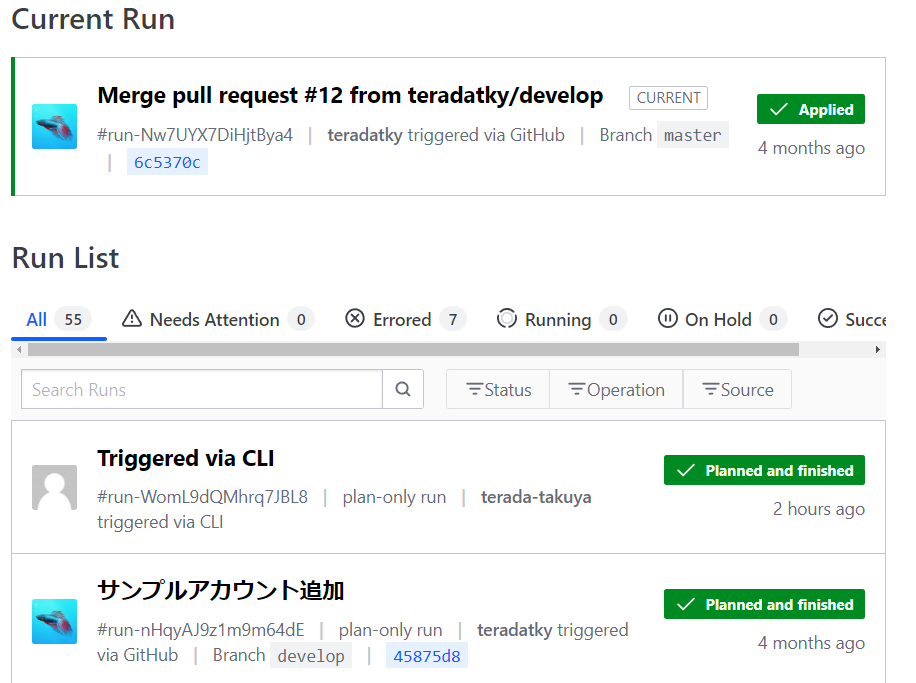 Current Run
Merge pull request #12 from teradatky/develop CURRENT
Applied
#run-Nw7UYX7DiHjtBya4 | teradatky triggered via GitHub | Branch master
4 months ago
| 6c5370c
Run List
All 55 Needs Attention 0 Errored 7 Running 0 On Hold 0 Succe
Search Runs Status Operation Source
Triggered via CLI
Planned and finished
#run-WomL9dQMhrq7JBL8 | plan-only run | terada-takuya
2 hours ago
triggered via CLI
サンプルアカウント追加
Planned and finished
#run-nHqyAJ9z1m9m64dE | plan-only run | teradatky triggered
4 months ago
via GitHub | Branch develop | 45875d8